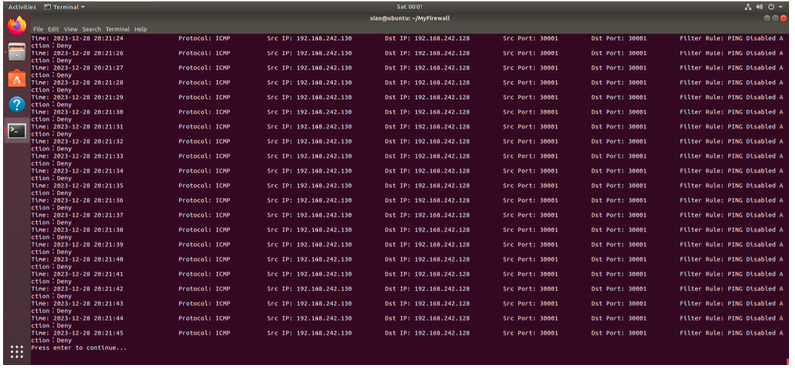 Activities Terminal Sat 00:01
xiao@ubuntu: ~/MyFirewall
File Edit View Search Terminal Help
Time: 2023-12-28 20:21:24 Protocol: ICMP Src IP: 192.168.242.130 Dst IP: 192.168.242.128 Src Port: 30001 Dst Port: 30001 Filter Rule: PING Disabled A
ction：Deny
Time: 2023-12-28 20:21:26 Protocol: ICMP Src IP: 192.168.242.130 Dst IP: 192.168.242.128 Src Port: 30001 Dst Port: 30001 Filter Rule: PING Disabled A
ction：Deny
Time: 2023-12-28 20:21:27 Protocol: ICMP Src IP: 192.168.242.130 Dst IP: 192.168.242.128 Src Port: 30001 Dst Port: 30001 Filter Rule: PING Disabled A
ction：Deny
Time: 2023-12-28 20:21:28 Protocol: ICMP Src IP: 192.168.242.130 Dst IP: 192.168.242.128 Src Port: 30001 Dst Port: 30001 Filter Rule: PING Disabled A
ction：Deny
Time: 2023-12-28 20:21:29 Protocol: ICMP Src IP: 192.168.242.130 Dst IP: 192.168.242.128 Src Port: 30001 Dst Port: 30001 Filter Rule: PING Disabled A
ction：Deny
Time: 2023-12-28 20:21:30 Protocol: ICMP Src IP: 192.168.242.130 Dst IP: 192.168.242.128 Src Port: 30001 Dst Port: 30001 Filter Rule: PING Disabled A
ction：Deny
Time: 2023-12-28 20:21:31 Protocol: ICMP Src IP: 192.168.242.130 Dst IP: 192.168.242.128 Src Port: 30001 Dst Port: 30001 Filter Rule: PING Disabled A
ction：Deny
Time: 2023-12-28 20:21:32 Protocol: ICMP Src IP: 192.168.242.130 Dst IP: 192.168.242.128 Src Port: 30001 Dst Port: 30001 Filter Rule: PING Disabled A
ction：Deny
Time: 2023-12-28 20:21:33 Protocol: ICMP Src IP: 192.168.242.130 Dst IP: 192.168.242.128 Src Port: 30001 Dst Port: 30001 Filter Rule: PING Disabled A
ction：Deny
Time: 2023-12-28 20:21:34 Protocol: ICMP Src IP: 192.168.242.130 Dst IP: 192.168.242.128 Src Port: 30001 Dst Port: 30001 Filter Rule: PING Disabled A
ction：Deny
Time: 2023-12-28 20:21:35 Protocol: ICMP Src IP: 192.168.242.130 Dst IP: 192.168.242.128 Src Port: 30001 Dst Port: 30001 Filter Rule: PING Disabled A
ction：Deny
Time: 2023-12-28 20:21:36 Protocol: ICMP Src IP: 192.168.242.130 Dst IP: 192.168.242.128 Src Port: 30001 Dst Port: 30001 Filter Rule: PING Disabled A
ction：Deny
Time: 2023-12-28 20:21:37 Protocol: ICMP Src IP: 192.168.242.130 Dst IP: 192.168.242.128 Src Port: 30001 Dst Port: 30001 Filter Rule: PING Disabled A
ction：Deny
Time: 2023-12-28 20:21:38 Protocol: ICMP Src IP: 192.168.242.130 Dst IP: 192.168.242.128 Src Port: 30001 Dst Port: 30001 Filter Rule: PING Disabled A
ction：Deny
Time: 2023-12-28 20:21:39 Protocol: ICMP Src IP: 192.168.242.130 Dst IP: 192.168.242.128 Src Port: 30001 Dst Port: 30001 Filter Rule: PING Disabled A
ction：Deny
Time: 2023-12-28 20:21:40 Protocol: ICMP Src IP: 192.168.242.130 Dst IP: 192.168.242.128 Src Port: 30001 Dst Port: 30001 Filter Rule: PING Disabled A
ction：Deny
Time: 2023-12-28 20:21:41 Protocol: ICMP Src IP: 192.168.242.130 Dst IP: 192.168.242.128 Src Port: 30001 Dst Port: 30001 Filter Rule: PING Disabled A
ction：Deny
Time: 2023-12-28 20:21:42 Protocol: ICMP Src IP: 192.168.242.130 Dst IP: 192.168.242.128 Src Port: 30001 Dst Port: 30001 Filter Rule: PING Disabled A
ction：Deny
Time: 2023-12-28 20:21:43 Protocol: ICMP Src IP: 192.168.242.130 Dst IP: 192.168.242.128 Src Port: 30001 Dst Port: 30001 Filter Rule: PING Disabled A
ction：Deny
Time: 2023-12-28 20:21:44 Protocol: ICMP Src IP: 192.168.242.130 Dst IP: 192.168.242.128 Src Port: 30001 Dst Port: 30001 Filter Rule: PING Disabled A
ction：Deny
Time: 2023-12-28 20:21:45 Protocol: ICMP Src IP: 192.168.242.130 Dst IP: 192.168.242.128 Src Port: 30001 Dst Port: 30001 Filter Rule: PING Disabled A
ction：Deny
Press enter to continue...